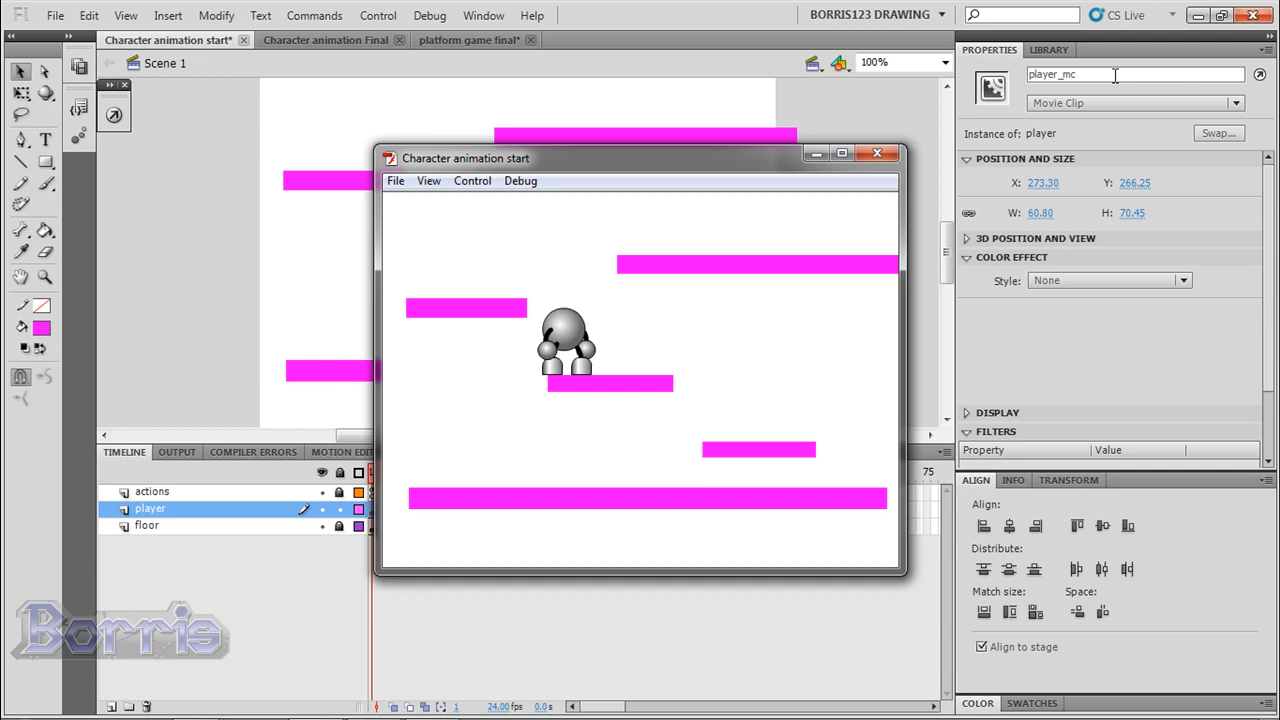 Fl File Edit View Insert Modify Text Commands Control Debug Window Help BORRIS123 DRAWING CS Live
Character animation start* Character animation Final platform game final*
Scene 1 100%
PROPERTIES LIBRARY
player_mc
Movie Clip
Instance of: player Swap...
POSITION AND SIZE
X: 273.30 Y: 266.25
W: 60.80 H: 70.45
3D POSITION AND VIEW
COLOR EFFECT
Style: None
DISPLAY
FILTERS
Property Value
Character animation start
File View Control Debug
TIMELINE OUTPUT COMPILER ERRORS MOTION EDIT
75
actions
player
floor
1 24.00 fps 0.0 s
ALIGN INFO TRANSFORM
Align:
Distribute:
Match size: Space:
Align to stage
COLOR SWATCHES
Borris